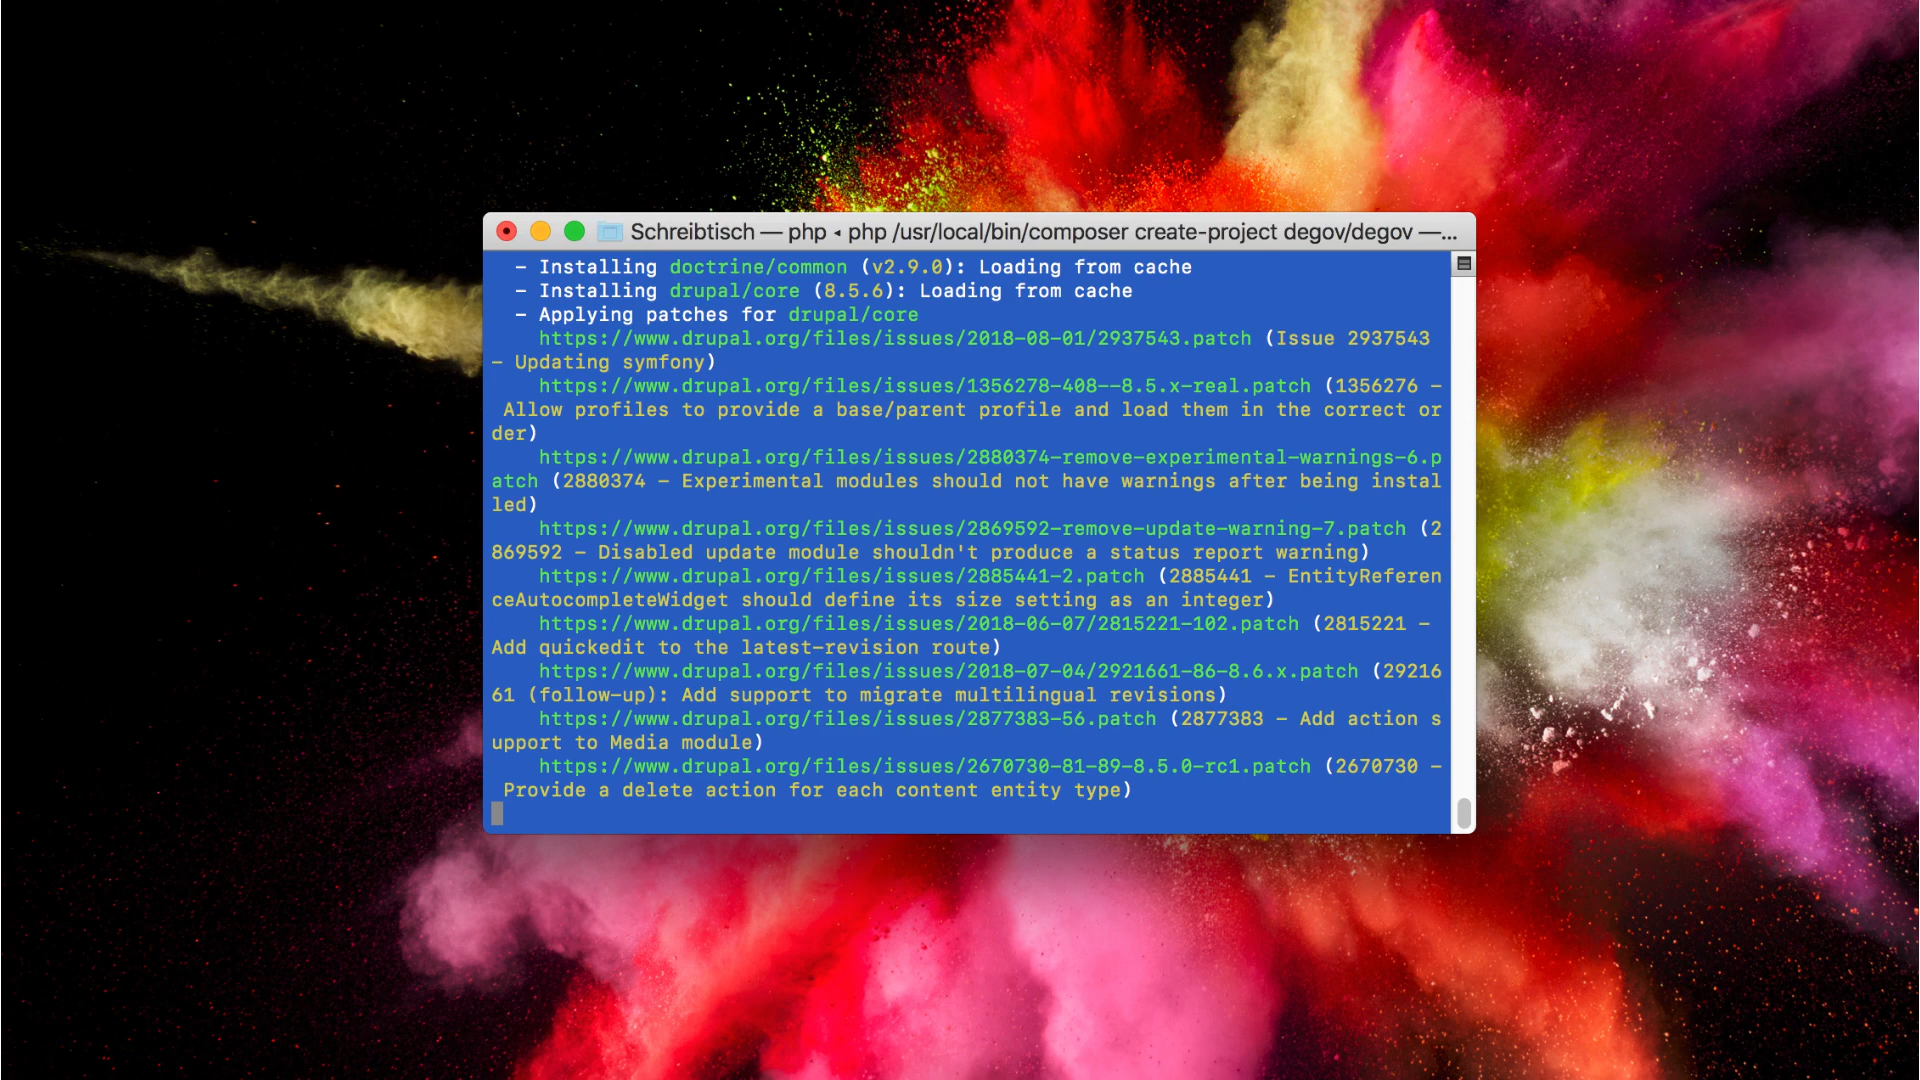 Schreibtisch — php ◂ php /usr/local/bin/composer create-project degov/degov —...
– Installing doctrine/common (v2.9.0): Loading from cache
– Installing drupal/core (8.5.6): Loading from cache
– Applying patches for drupal/core
https://www.drupal.org/files/issues/2018-08-01/2937543.patch (Issue 2937543
– Updating symfony)
https://www.drupal.org/files/issues/1356278-408--8.5.x-real.patch (1356276 –
Allow profiles to provide a base/parent profile and load them in the correct or
der)
https://www.drupal.org/files/issues/2880374-remove-experimental-warnings-6.p
atch (2880374 – Experimental modules should not have warnings after being instal
led)
https://www.drupal.org/files/issues/2869592-remove-update-warning-7.patch (2
869592 – Disabled update module shouldn't produce a status report warning)
https://www.drupal.org/files/issues/2885441-2.patch (2885441 – EntityReferen
ceAutocompleteWidget should define its size setting as an integer)
https://www.drupal.org/files/issues/2018-06-07/2815221-102.patch (2815221 –
Add quickedit to the latest-revision route)
https://www.drupal.org/files/issues/2018-07-04/2921661-86-8.6.x.patch (29216
61 (follow-up): Add support to migrate multilingual revisions)
https://www.drupal.org/files/issues/2877383-56.patch (2877383 – Add action s
upport to Media module)
https://www.drupal.org/files/issues/2670730-81-89-8.5.0-rc1.patch (2670730 –
Provide a delete action for each content entity type)